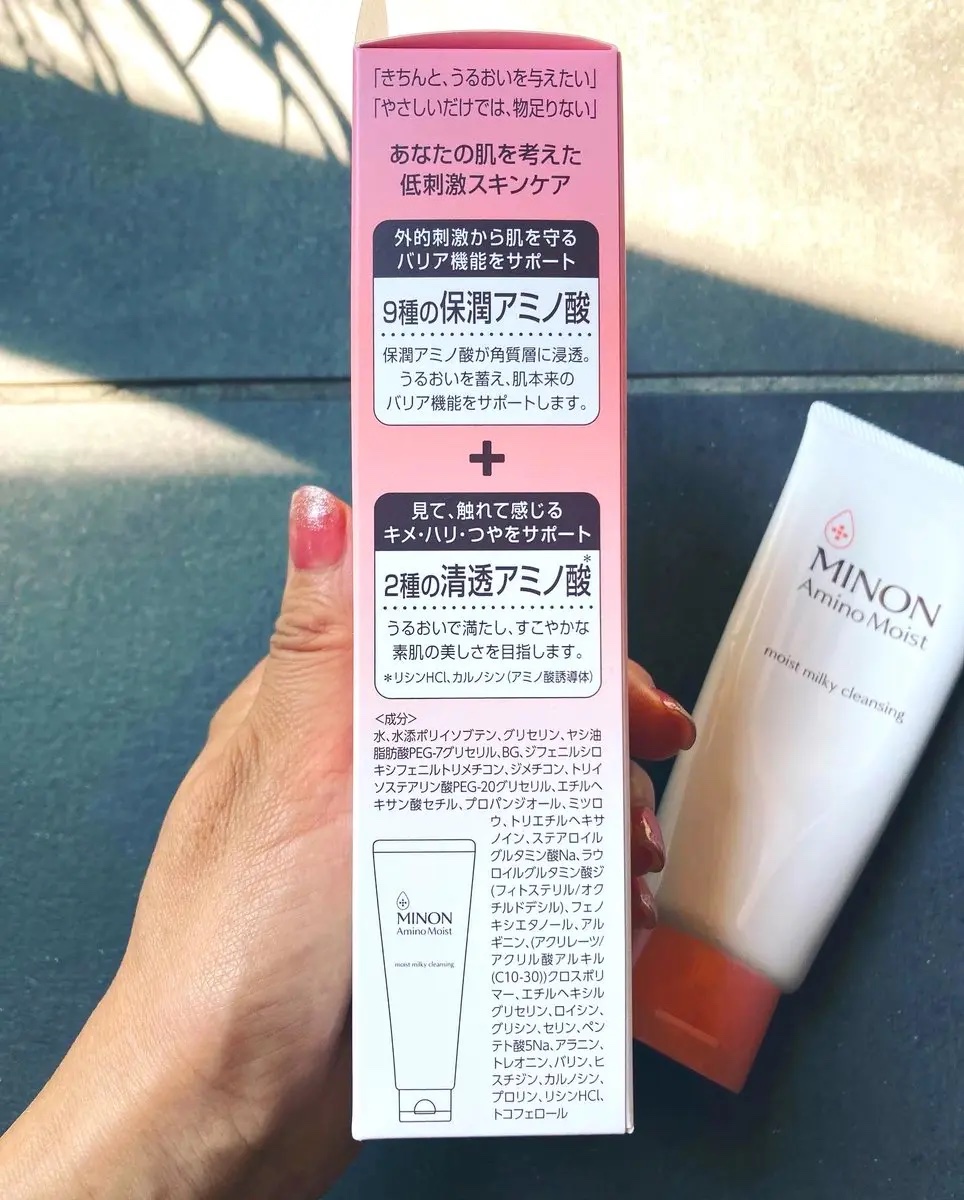 「きちんと、うるおいを与えたい」
「やさしいだけでは、物足りない」
あなたの肌を考えた
低刺激スキンケア
外的刺激から肌を守る
バリア機能をサポート
9種の保潤アミノ酸
保潤アミノ酸が角質層に浸透。
うるおいを蓄え、肌本来の
バリア機能をサポートします。
+
見て、触れて感じる
キメ・ハリ・つやをサポート
2種の清透アミノ酸*
うるおいで満たし、すこやかな
素肌の美しさを目指します。
*リシンHCl、カルノシン(アミノ酸誘導体)
<成分>
水、水添ポリイソブテン、グリセリン、ヤシ油
脂肪酸PEG-7グリセリル、BG、ジフェニルシロ
キシフェニルトリメチコン、ジメチコン、トリイ
ソステアリン酸PEG-20グリセリル、エチルヘ
キサン酸セチル、プロパンジオール、ミツロ
ウ、トリエチルヘキサ
ノイン、ステアロイル
グルタミン酸Na、ラウ
ロイルグルタミン酸ジ
(フィトステリル/オク
チルドデシル)、フェノ
キシエタノール、アル
ギニン、(アクリレーツ/
アクリル酸アルキル
(C10-30))クロスポリ
マー、エチルヘキシル
グリセリン、ロイシン、
グリシン、セリン、ペン
テト酸5Na、アラニン、
トレオニン、バリン、ヒ
スチジン、カルノシン、
プロリン、リシンHCl、
トコフェロール
MINON
Amino Moist
moist milky cleansing
MINON
Amino Moist
moist milky cleansing